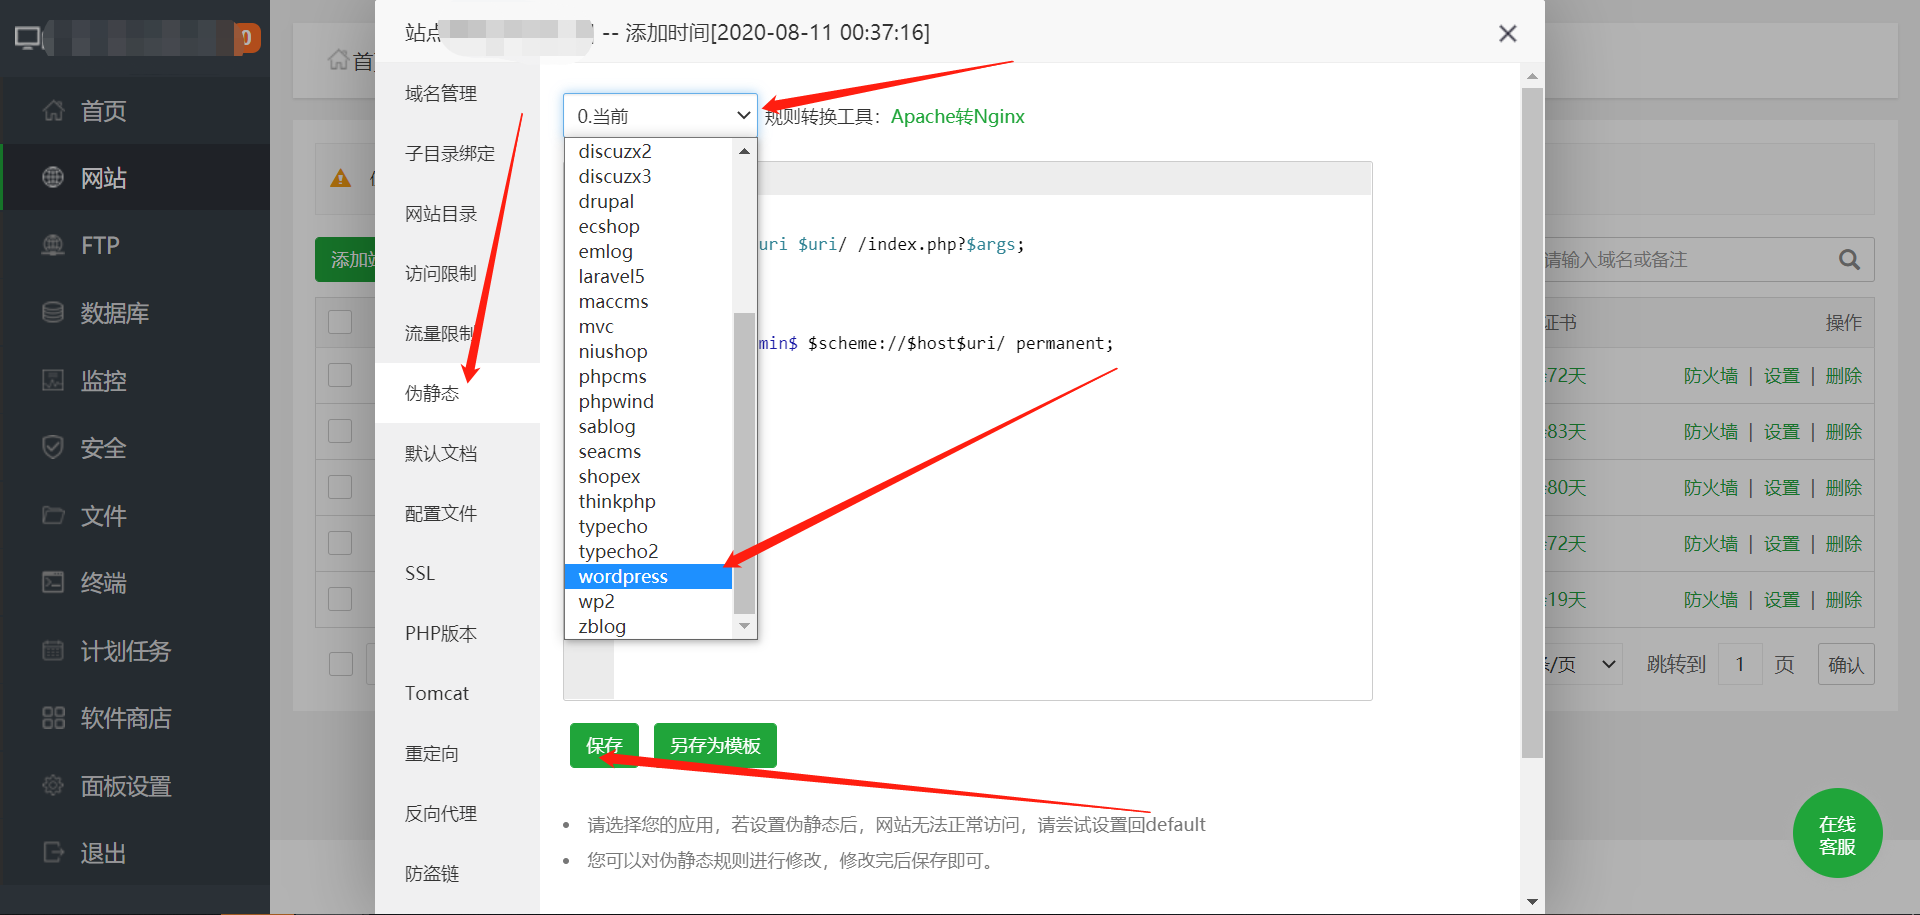 0
首页
网站
FTP
数据库
监控
安全
文件
终端
计划任务
软件商店
面板设置
退出
首
添加
站点
] -- 添加时间[2020-08-11 00:37:16]
域名管理
子目录绑定
网站目录
访问限制
流量限制
伪静态
默认文档
配置文件
SSL
PHP版本
Tomcat
重定向
反向代理
防盗链
0.当前
规则转换工具：Apache转Nginx
discuzx2
discuzx3
drupal
ecshop
emlog
laravel5
maccms
mvc
niushop
phpcms
phpwind
sablog
seacms
shopex
thinkphp
typecho
typecho2
wordpress
wp2
zblog
uri $uri/ /index.php?$args;
min$ $scheme://$host$uri/ permanent;
保存
另存为模板
请选择您的应用，若设置伪静态后，网站无法正常访问，请尝试设置回default
您可以对伪静态规则进行修改，修改完后保存即可。
请输入域名或备注
证书
操作
72天
防火墙 | 设置 | 删除
83天
防火墙 | 设置 | 删除
80天
防火墙 | 设置 | 删除
72天
防火墙 | 设置 | 删除
19天
防火墙 | 设置 | 删除
/页
跳转到
1
页
确认
在线
客服